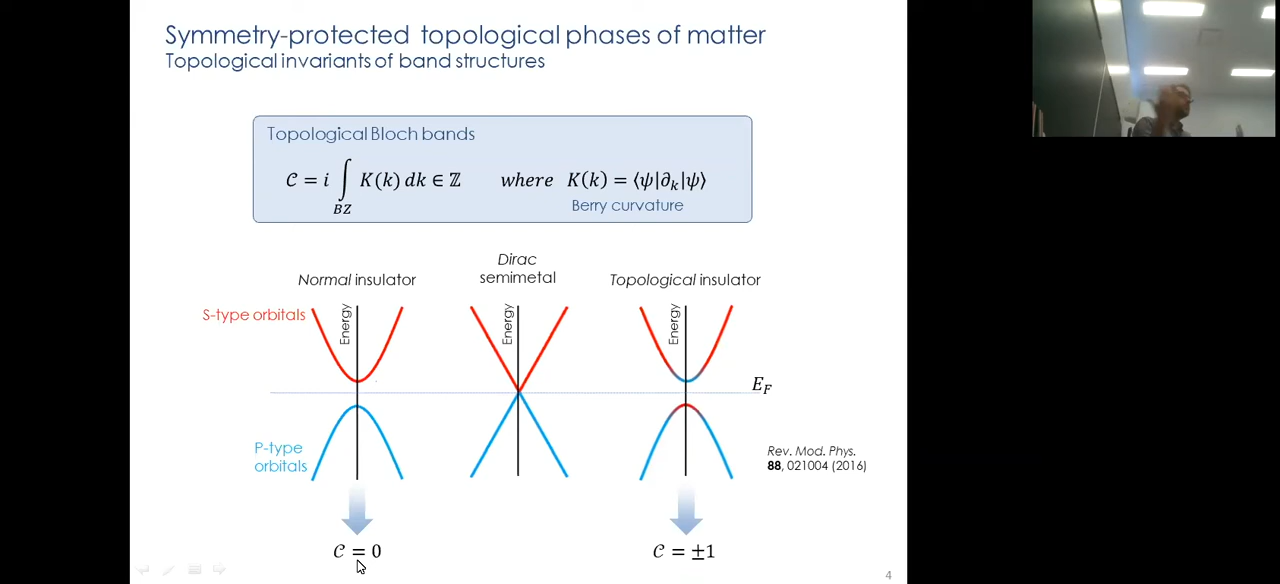 Symmetry-protected topological phases of matter
Topological invariants of band structures
Topological Bloch bands
𝒞 = i ∫ K(k) dk ∈ ℤ where K(k) = ⟨ψ|∂ₖ|ψ⟩
BZ
Berry curvature
Normal insulator
Dirac
semimetal
Topological insulator
S-type orbitals
Energy
Energy
Energy
E_F
P-type
orbitals
Rev. Mod. Phys.
88, 021004 (2016)
𝒞 = 0
𝒞 = ±1
4